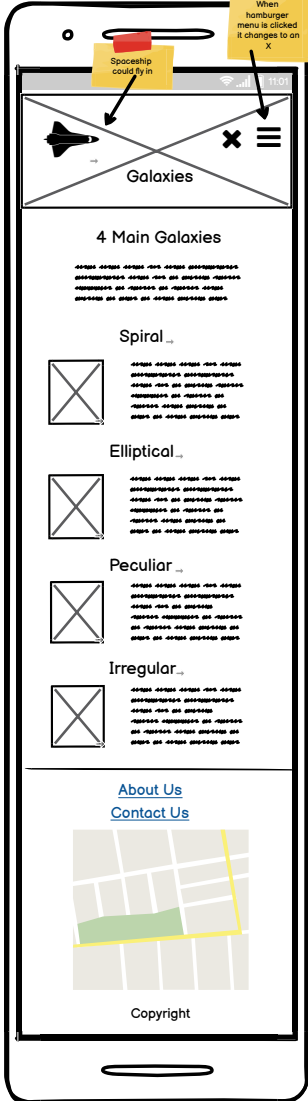 When
hamburger
menu is clicked
it changes to an
X
Spaceship
could fly in
11:01
Galaxies
4 Main Galaxies
Spiral
Elliptical
Peculiar
Irregular
About Us
Contact Us
Copyright